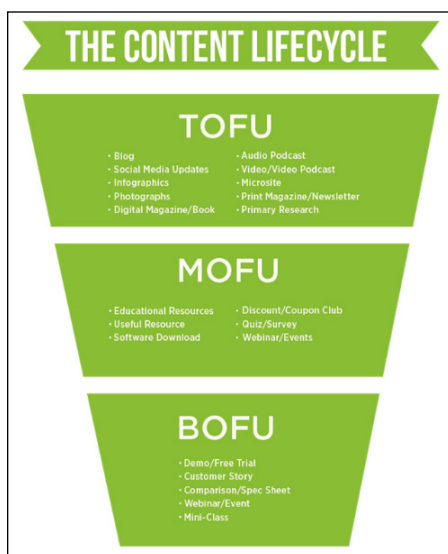 THE CONTENT LIFECYCLE
TOFU
• Blog
• Social Media Updates
• Infographics
• Photographs
• Digital Magazine/Book
• Audio Podcast
• Video/Video Podcast
• Microsite
• Print Magazine/Newsletter
• Primary Research
MOFU
• Educational Resources
• Useful Resource
• Software Download
• Discount/Coupon Club
• Quiz/Survey
• Webinar/Events
BOFU
• Demo/Free Trial
• Customer Story
• Comparison/Spec Sheet
• Webinar/Event
• Mini-Class